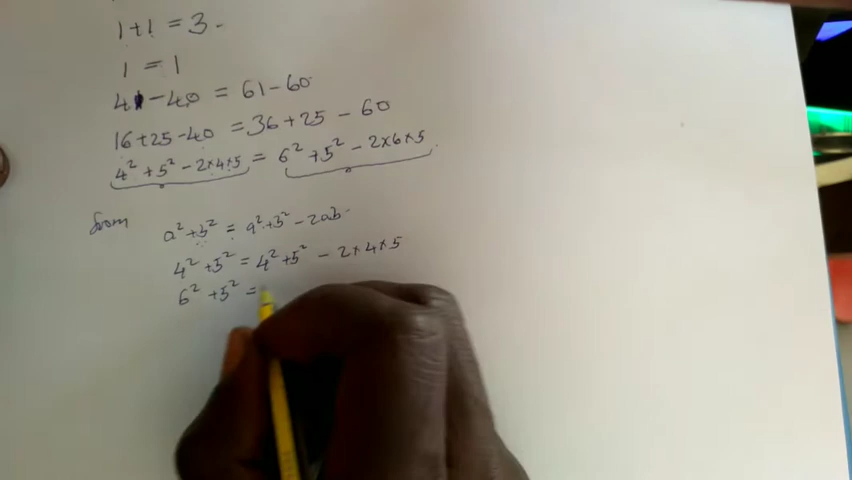 1+1 = 3.
1 = 1
41-40 = 61-60
16+25-40 = 36+25-60
4²+5²-2×4×5 = 6²+5²-2×6×5
from
a²+b² = a²+b²-2ab
4²+5² = 4²+5²-2×4×5
6²+5² =